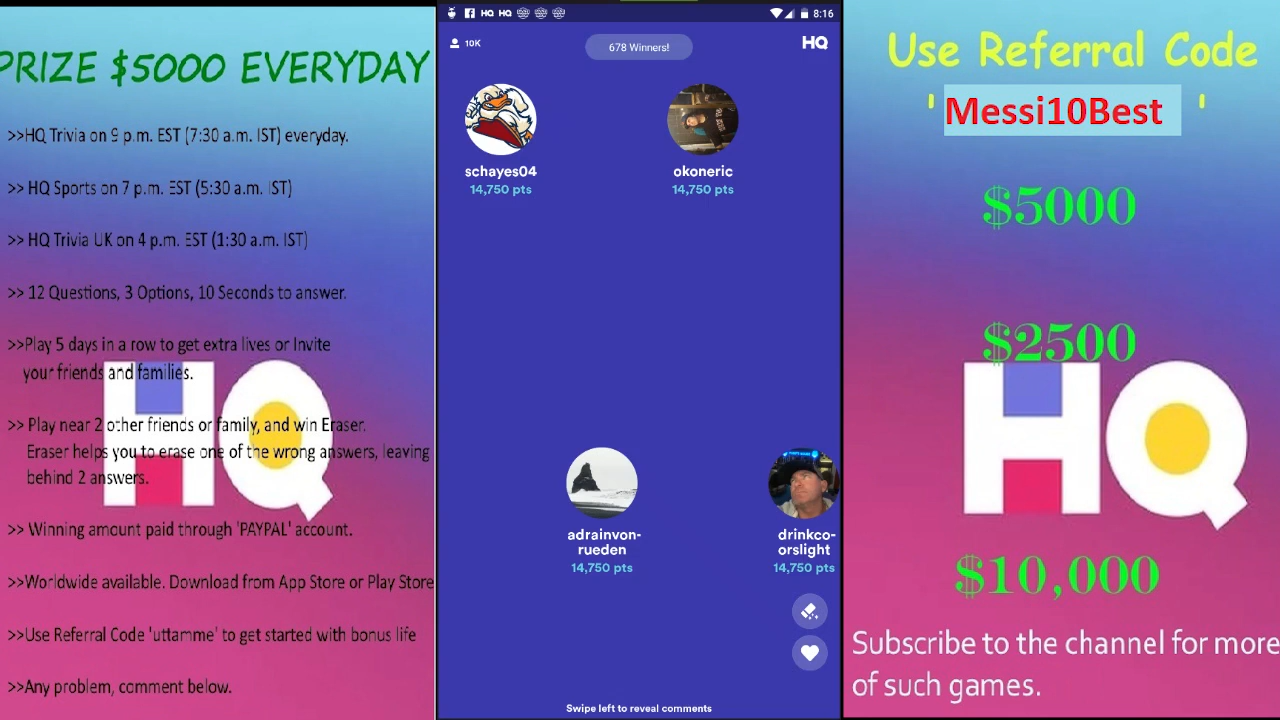 PRIZE $5000 EVERYDAY
>>HQ Trivia on 9 p.m. EST (7:30 a.m. IST) everyday.
>> HQ Sports on 7 p.m. EST (5:30 a.m. IST)
>> HQ Trivia UK on 4 p.m. EST (1:30 a.m. IST)
>> 12 Questions, 3 Options, 10 Seconds to answer.
>>Play 5 days in a row to get extra lives or Invite
your friends and families.
>> Play near 2 other friends or family, and win Eraser.
Eraser helps you to erase one of the wrong answers, leaving
behind 2 answers.
>> Winning amount paid through 'PAYPAL' account.
>>Worldwide available. Download from App Store or Play Store
>>Use Referral Code 'uttamme' to get started with bonus life
>>Any problem, comment below.
HQ
HQ HQ 8:16
10K
678 Winners!
HQ
schayes04
14,750 pts
okoneric
14,750 pts
adrainvon-
rueden
14,750 pts
drinkco-
orslight
14,750 pts
Swipe left to reveal comments
Use Referral Code
' Messi10Best '
$5000
$2500
HQ
$10,000
Subscribe to the channel for more
of such games.